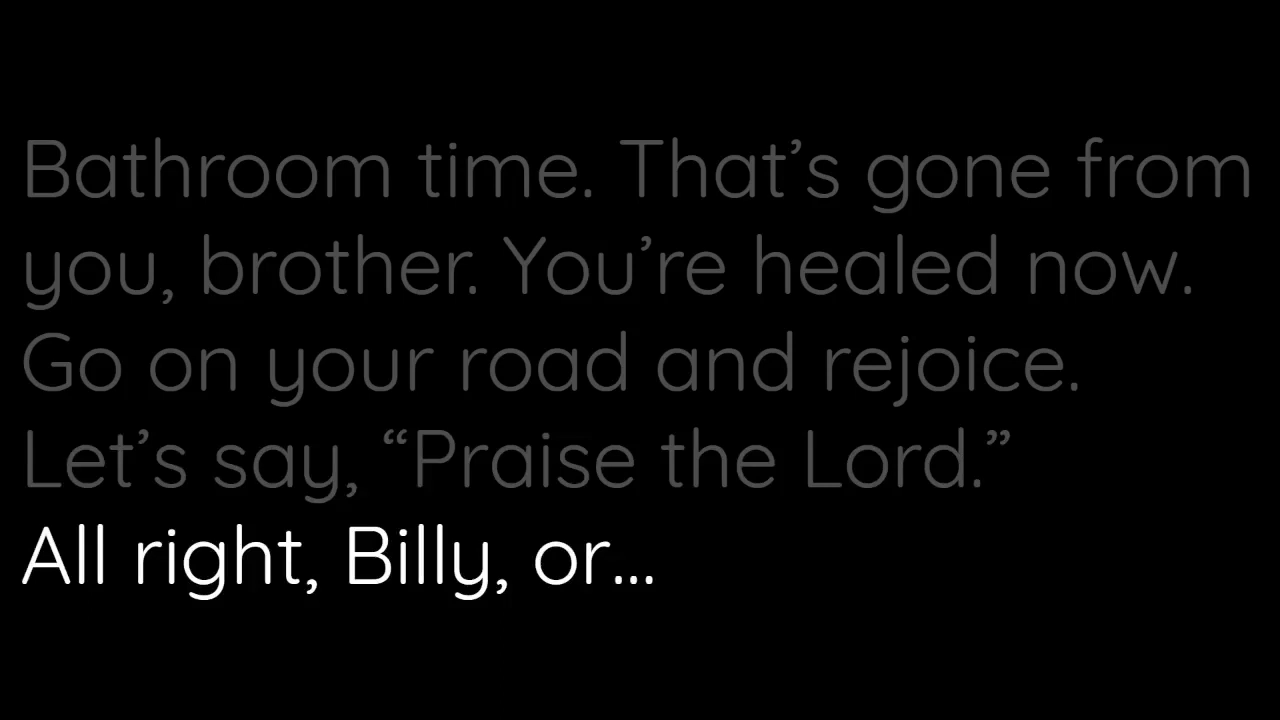 Bathroom time. That’s gone from
you, brother. You’re healed now.
Go on your road and rejoice.
Let’s say, “Praise the Lord.”
All right, Billy, or...